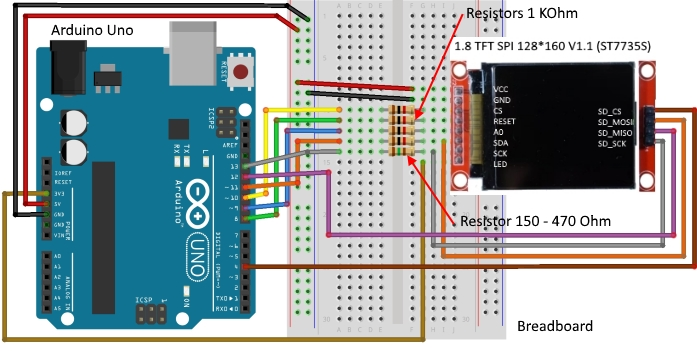 Resistors 1 KOhm
Arduino Uno
1.8 TFT SPI 128*160 V1.1 (ST7735S)
RESET
ICSP2
AREF
GND
13
12
~11
~10
~9
8
7
~6
~5
4
~3
2
TXD
RXD
RX
TX
L
Arduino
UNO
ON
DIGITAL (PWM=~)
IOREF
RESET
3V3
5V
GND
GND
VIN
POWER
A0
A1
A2
A3
A4
A5
ANALOG IN
ICSP
1
VCC
GND
CS
RESET
A0
SDA
SCK
LED
SD_CS
SD_MOSI
SD_MISO
SD_SCK
Resistor 150 - 470 Ohm
Breadboard